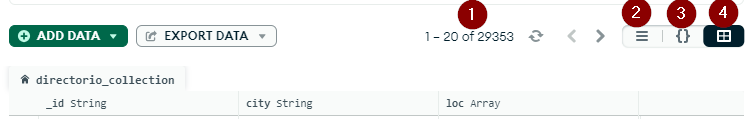 1 2 3 4
ADD DATA EXPORT DATA 1 – 20 of 29353 {}
directorio_collection
_id String city String loc Array